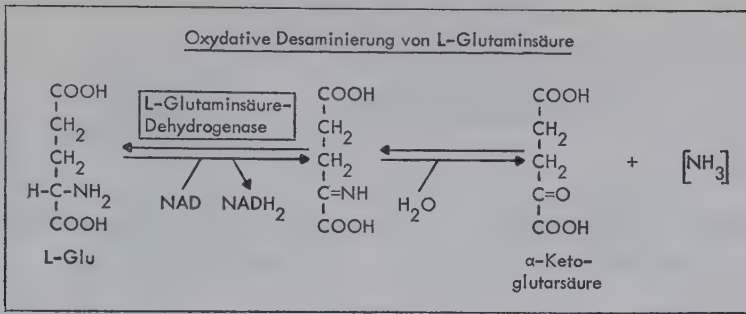 Oxydative Desaminierung von L-Glutaminsäure
COOH
CH2
CH2
H-C-NH2
COOH
L-Glu
L-Glutaminsäure-
Dehydrogenase
NAD NADH2
COOH
CH2
CH2
C=NH
COOH
H2O
COOH
CH2
CH2
C=O
COOH
α-Keto-
glutarsäure
+ [NH3]